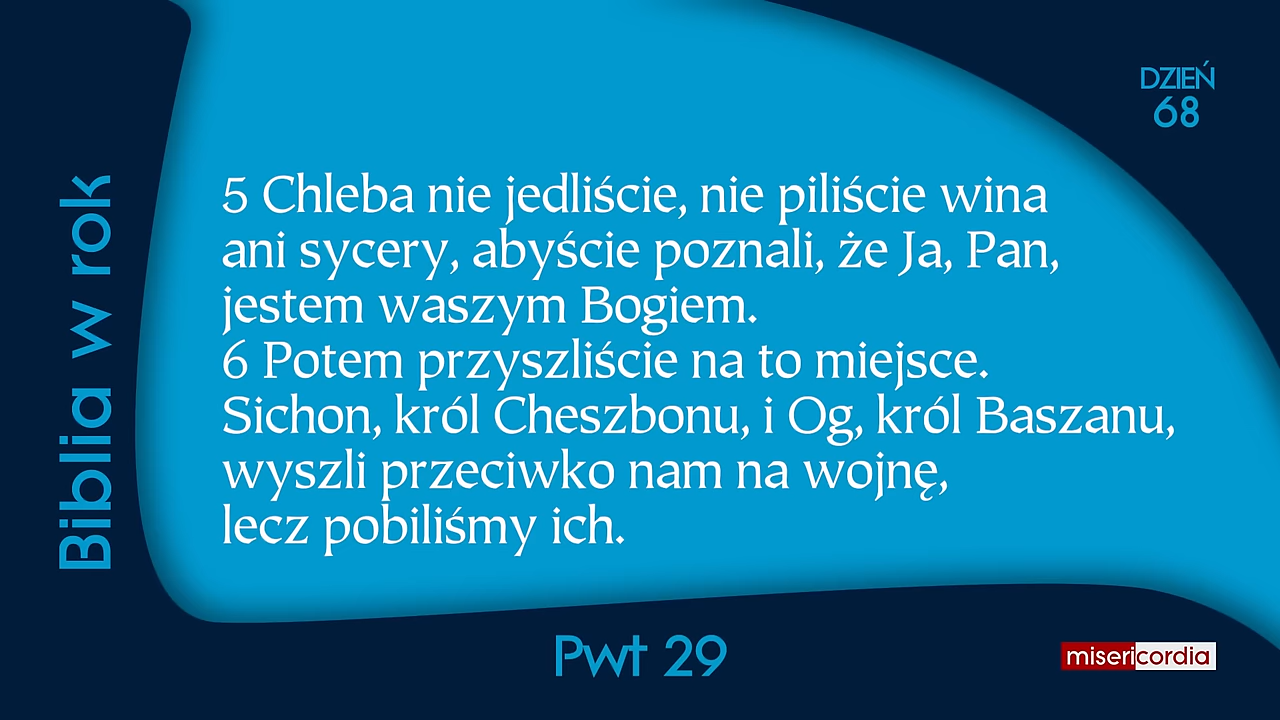 DZIEŃ
68
Biblia w rok
5 Chleba nie jedliście, nie piliście wina
ani sycery, abyście poznali, że Ja, Pan,
jestem waszym Bogiem.
6 Potem przyszliście na to miejsce.
Sichon, król Cheszbonu, i Og, król Baszanu,
wyszli przeciwko nam na wojnę,
lecz pobiliśmy ich.
Pwt 29
misericordia